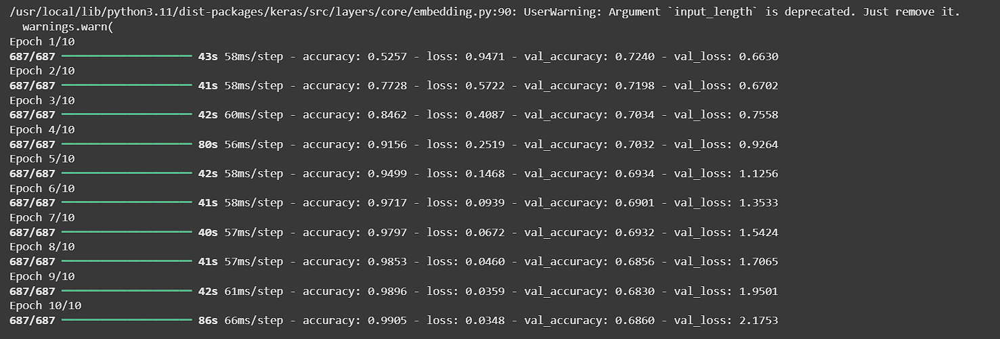 /usr/local/lib/python3.11/dist-packages/keras/src/layers/core/embedding.py:90: UserWarning: Argument `input_length` is deprecated. Just remove it.
  warnings.warn(
Epoch 1/10
687/687 ━━━━━━━━━━━━━━━━━━━━ 43s 58ms/step - accuracy: 0.5257 - loss: 0.9471 - val_accuracy: 0.7240 - val_loss: 0.6630
Epoch 2/10
687/687 ━━━━━━━━━━━━━━━━━━━━ 41s 58ms/step - accuracy: 0.7728 - loss: 0.5722 - val_accuracy: 0.7198 - val_loss: 0.6702
Epoch 3/10
687/687 ━━━━━━━━━━━━━━━━━━━━ 42s 60ms/step - accuracy: 0.8462 - loss: 0.4087 - val_accuracy: 0.7034 - val_loss: 0.7558
Epoch 4/10
687/687 ━━━━━━━━━━━━━━━━━━━━ 80s 56ms/step - accuracy: 0.9156 - loss: 0.2519 - val_accuracy: 0.7032 - val_loss: 0.9264
Epoch 5/10
687/687 ━━━━━━━━━━━━━━━━━━━━ 42s 58ms/step - accuracy: 0.9499 - loss: 0.1468 - val_accuracy: 0.6934 - val_loss: 1.1256
Epoch 6/10
687/687 ━━━━━━━━━━━━━━━━━━━━ 41s 58ms/step - accuracy: 0.9717 - loss: 0.0939 - val_accuracy: 0.6901 - val_loss: 1.3533
Epoch 7/10
687/687 ━━━━━━━━━━━━━━━━━━━━ 40s 57ms/step - accuracy: 0.9797 - loss: 0.0672 - val_accuracy: 0.6932 - val_loss: 1.5424
Epoch 8/10
687/687 ━━━━━━━━━━━━━━━━━━━━ 41s 57ms/step - accuracy: 0.9853 - loss: 0.0460 - val_accuracy: 0.6856 - val_loss: 1.7065
Epoch 9/10
687/687 ━━━━━━━━━━━━━━━━━━━━ 42s 61ms/step - accuracy: 0.9896 - loss: 0.0359 - val_accuracy: 0.6830 - val_loss: 1.9501
Epoch 10/10
687/687 ━━━━━━━━━━━━━━━━━━━━ 86s 66ms/step - accuracy: 0.9905 - loss: 0.0348 - val_accuracy: 0.6860 - val_loss: 2.1753